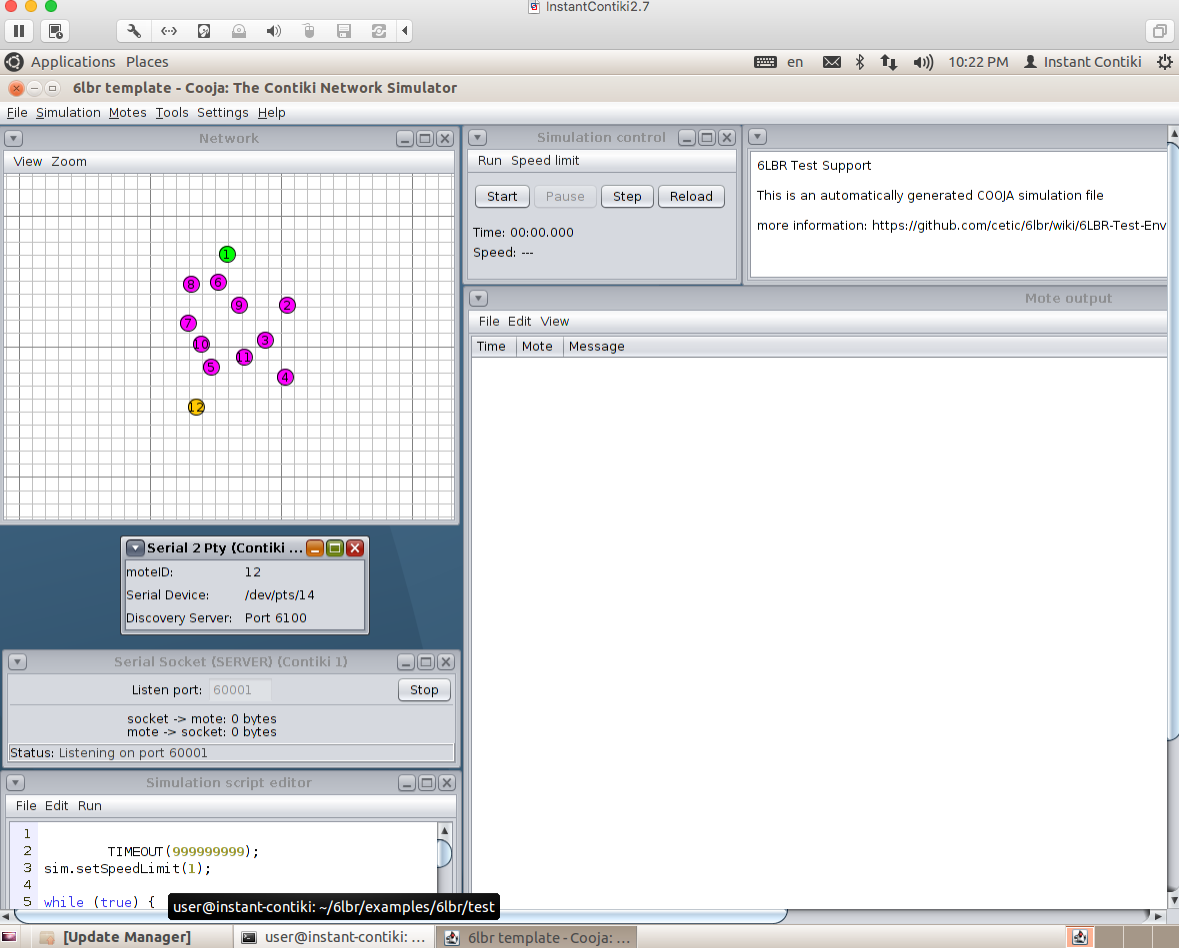 InstantContiki2.7
Applications Places
en
10:22 PM
Instant Contiki
6lbr template - Cooja: The Contiki Network Simulator
File Simulation Motes Tools Settings Help
Network
View Zoom
1
8
6
9
2
7
10
3
11
5
4
12
Simulation control
Run Speed limit
Start Pause Step Reload
Time: 00:00.000
Speed: ---
6LBR Test Support
This is an automatically generated COOJA simulation file
more information: https://github.com/cetic/6lbr/wiki/6LBR-Test-Env
Mote output
File Edit View
Time Mote Message
Serial 2 Pty (Contiki ...
moteID: 12
Serial Device: /dev/pts/14
Discovery Server: Port 6100
Serial Socket (SERVER) (Contiki 1)
Listen port: 60001 Stop
socket -> mote: 0 bytes
mote -> socket: 0 bytes
Status: Listening on port 60001
Simulation script editor
File Edit Run
1
2 TIMEOUT(999999999);
3 sim.setSpeedLimit(1);
4
5 while (true) {
user@instant-contiki: ~/6lbr/examples/6lbr/test
[Update Manager]
user@instant-contiki: ...
6lbr template - Cooja: ...